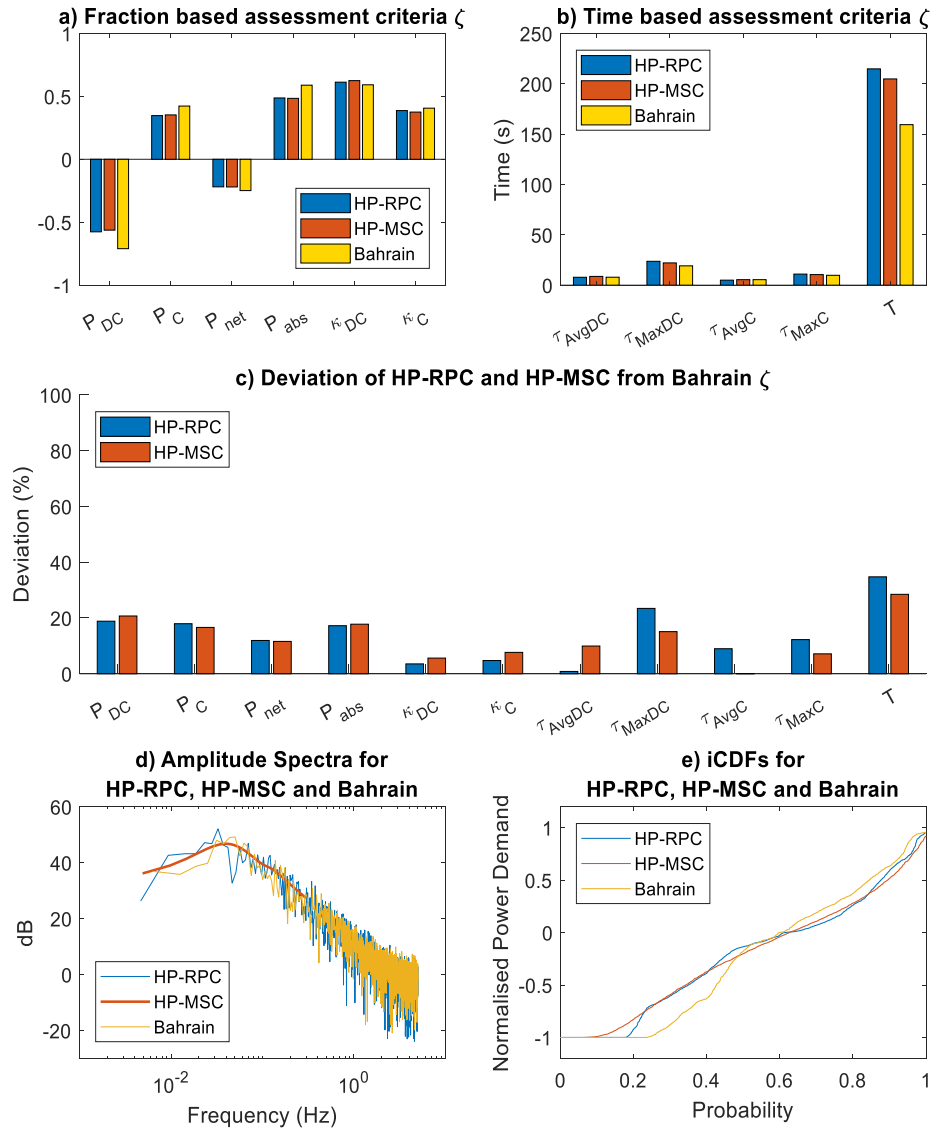 a) Fraction based assessment criteria ζ
1
0.5
0
-0.5
-1
HP-RPC
HP-MSC
Bahrain
P DC
P C
P net
P abs
κ DC
κ C
b) Time based assessment criteria ζ
250
200
150
100
50
0
Time (s)
HP-RPC
HP-MSC
Bahrain
τ AvgDC
τ MaxDC
τ AvgC
τ MaxC
T
c) Deviation of HP-RPC and HP-MSC from Bahrain ζ
100
80
60
40
20
0
Deviation (%)
HP-RPC
HP-MSC
P DC
P C
P net
P abs
κ DC
κ C
τ AvgDC
τ MaxDC
τ AvgC
τ MaxC
T
d) Amplitude Spectra for
HP-RPC, HP-MSC and Bahrain
60
40
20
0
-20
dB
HP-RPC
HP-MSC
Bahrain
10^-2
10^0
Frequency (Hz)
e) iCDFs for
HP-RPC, HP-MSC and Bahrain
1
0.5
0
-0.5
-1
Normalised Power Demand
HP-RPC
HP-MSC
Bahrain
0 0.2 0.4 0.6 0.8 1
Probability